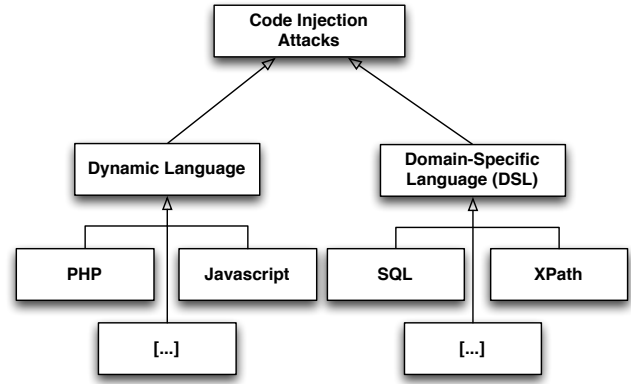 Code Injection
Attacks
Dynamic Language
Domain-Specific
Language (DSL)
PHP
Javascript
SQL
XPath
[...]
[...]